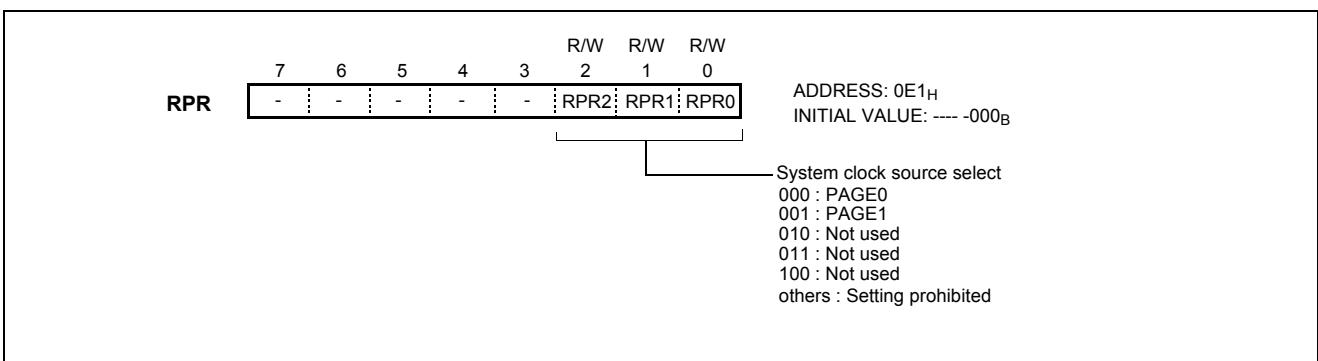 R/W R/W R/W
7 6 5 4 3 2 1 0
RPR - - - - - RPR2 RPR1 RPR0
ADDRESS: 0E1H
INITIAL VALUE: ---- -000B
System clock source select
000 : PAGE0
001 : PAGE1
010 : Not used
011 : Not used
100 : Not used
others : Setting prohibited